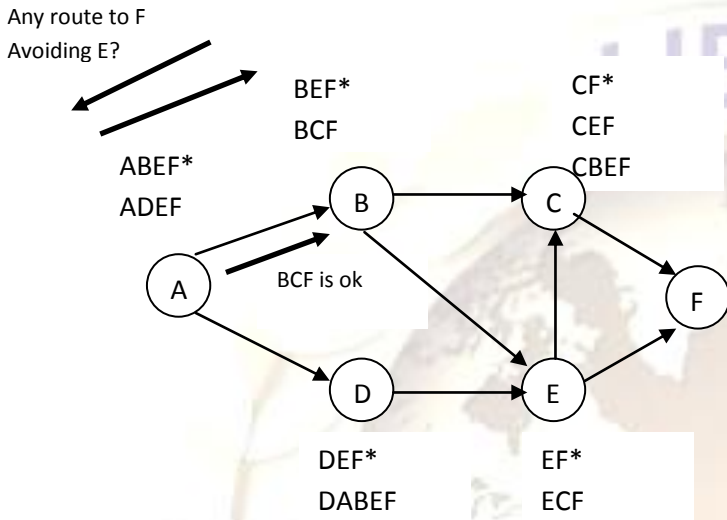 Any route to F
Avoiding E?
BEF*
BCF
CF*
CEF
CBEF
ABEF*
ADEF
B
C
A
BCF is ok
F
D
E
DEF*
DABEF
EF*
ECF